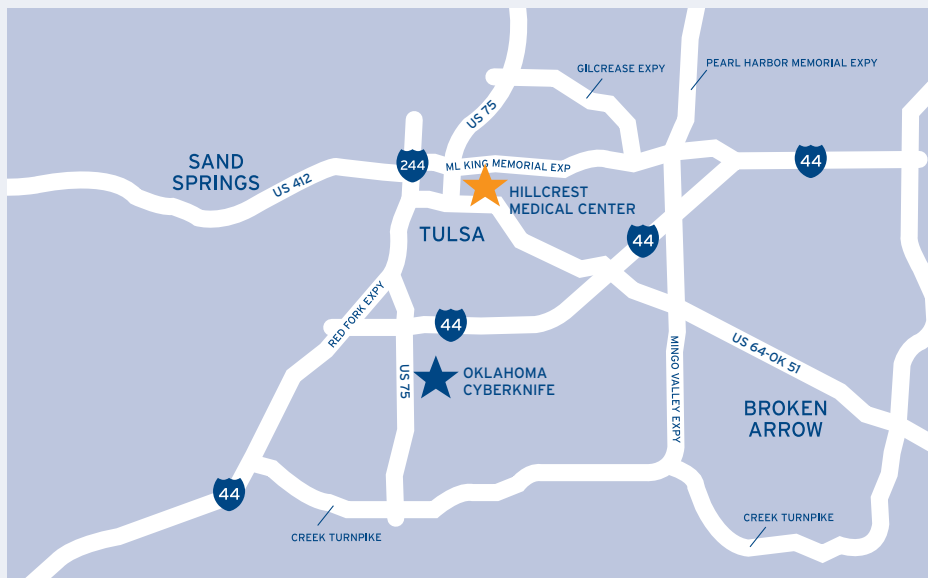 GILCREASE EXPY
PEARL HARBOR MEMORIAL EXPY
US 75
SAND
SPRINGS
244
ML KING MEMORIAL EXP
44
US 412
HILLCREST
MEDICAL CENTER
TULSA
44
RED FORK EXPY
44
US 75
OKLAHOMA
CYBERKNIFE
MINGO VALLEY EXPY
US 64-OK 51
BROKEN
ARROW
44
CREEK TURNPIKE
CREEK TURNPIKE